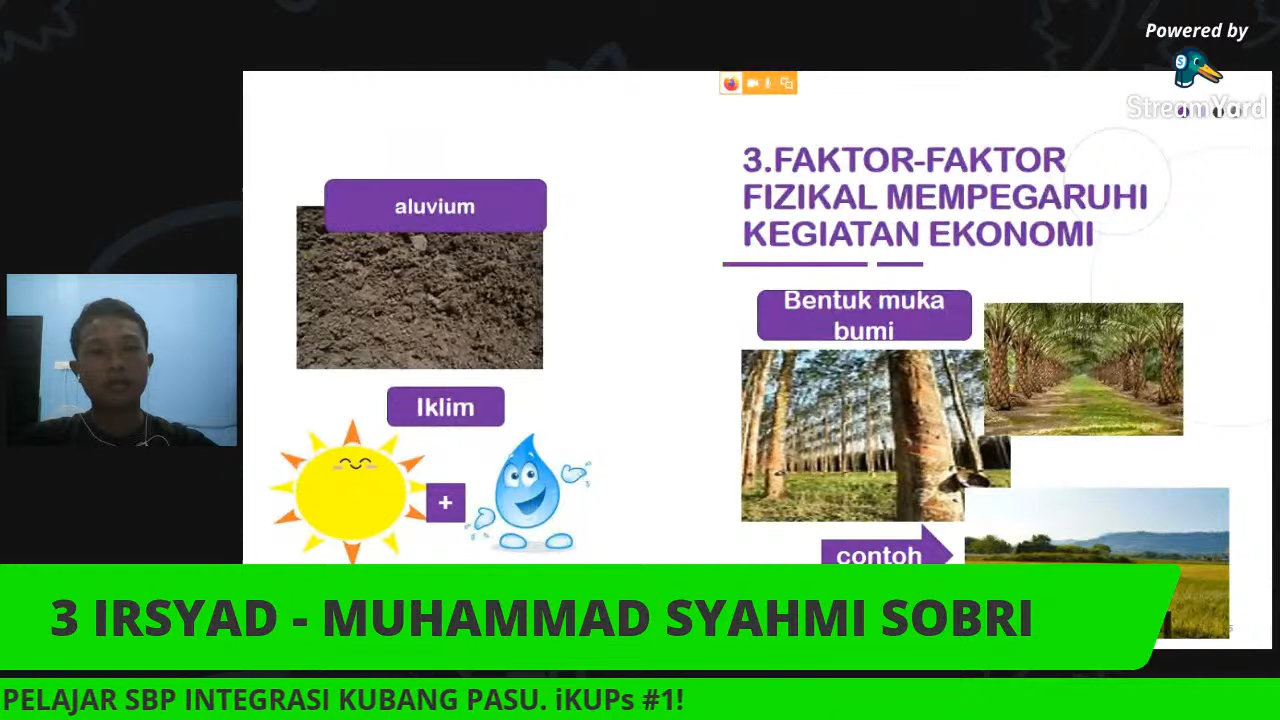 Powered by
StreamYard
3.FAKTOR-FAKTOR
FIZIKAL MEMPEGARUHI
KEGIATAN EKONOMI
aluvium
Bentuk muka
bumi
Iklim
+
contoh
3 IRSYAD - MUHAMMAD SYAHMI SOBRI
PELAJAR SBP INTEGRASI KUBANG PASU. iKUPs #1!